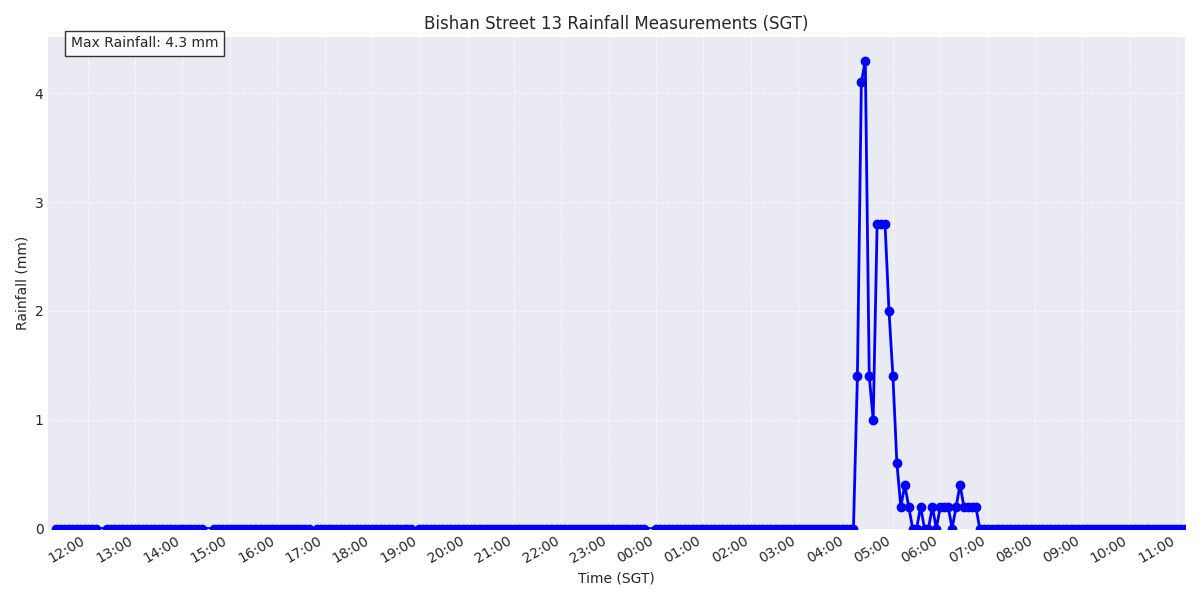 Bishan Street 13 Rainfall Measurements (SGT)
Max Rainfall: 4.3 mm
Rainfall (mm)
4
3
2
1
0
12:00 13:00 14:00 15:00 16:00 17:00 18:00 19:00 20:00 21:00 22:00 23:00 00:00 01:00 02:00 03:00 04:00 05:00 06:00 07:00 08:00 09:00 10:00 11:00
Time (SGT)